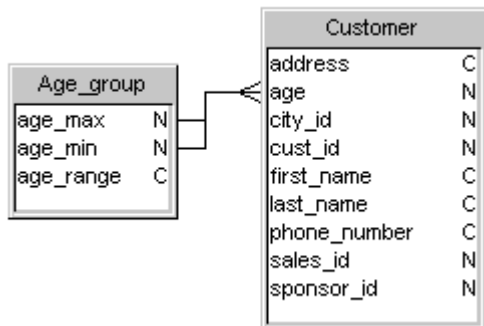 Age_group
age_max N
age_min N
age_range C
Customer
address C
age N
city_id N
cust_id N
first_name C
last_name C
phone_number C
sales_id N
sponsor_id N